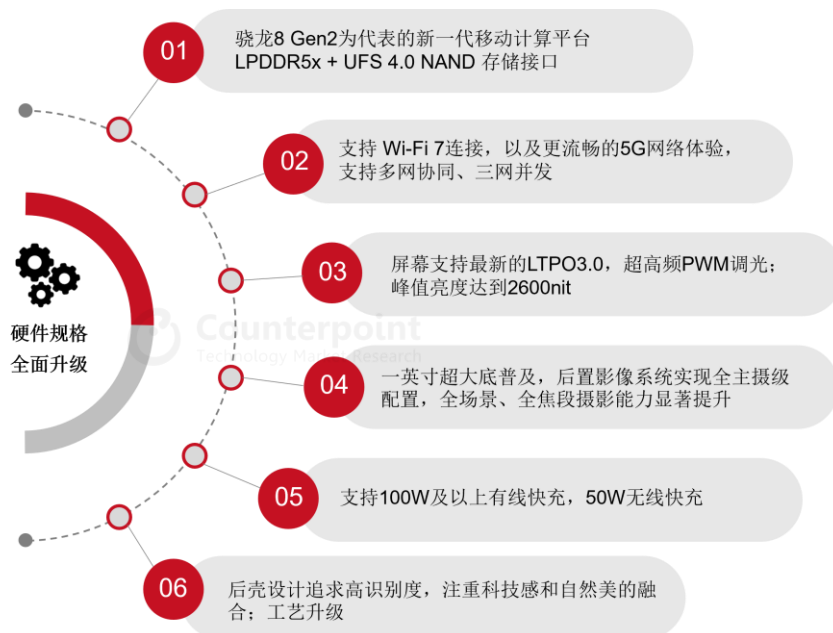 01
骁龙8 Gen2为代表的新一代移动计算平台
LPDDR5x + UFS 4.0 NAND 存储接口
02
支持 Wi-Fi 7连接，以及更流畅的5G网络体验，
支持多网协同、三网并发
03
屏幕支持最新的LTPO3.0，超高频PWM调光；
峰值亮度达到2600nit
硬件规格
全面升级
Counterpoint
Technology Market Research
04
一英寸超大底普及，后置影像系统实现全主摄级
配置，全场景、全焦段摄影能力显著提升
05
支持100W及以上有线快充，50W无线快充
06
后壳设计追求高识别度，注重科技感和自然美的融
合；工艺升级